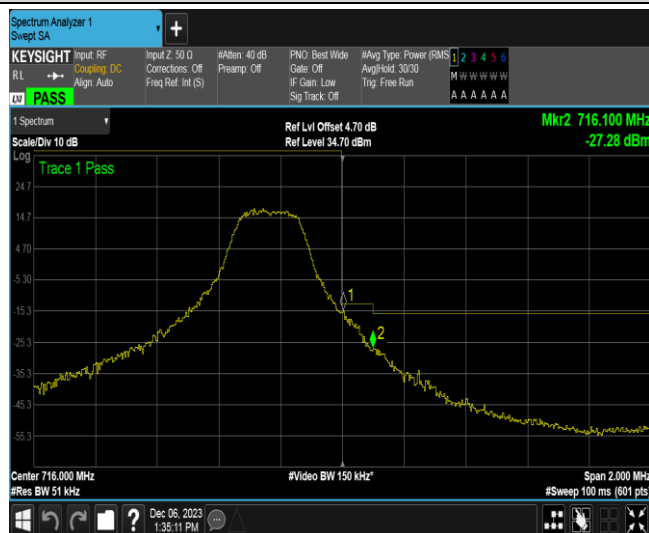 Spectrum Analyzer 1
Swept SA
+
KEYSIGHT
RL
LXI PASS
Input: RF
Coupling: DC
Align: Auto
Input Z: 50 Ω
Corrections: Off
Freq Ref: Int (S)
#Atten: 40 dB
Preamp: Off
PNO: Best Wide
Gate: Off
IF Gain: Low
Sig Track: Off
#Avg Type: Power (RMS
Avg|Hold: 30/30
Trig: Free Run
1 2 3 4 5 6
M W W W W W
A A A A A A
1 Spectrum
Scale/Div 10 dB
Ref Lvl Offset 4.70 dB
Ref Level 34.70 dBm
Mkr2 716.100 MHz
-27.28 dBm
Log
Trace 1 Pass
24.7
14.7
4.70
-5.30
-15.3
-25.3
-35.3
-45.3
-55.3
1
2
Center 716.000 MHz
#Res BW 51 kHz
#Video BW 150 kHz*
Span 2.000 MHz
#Sweep 100 ms (601 pts)
?
Dec 06, 2023
1:35:11 PM